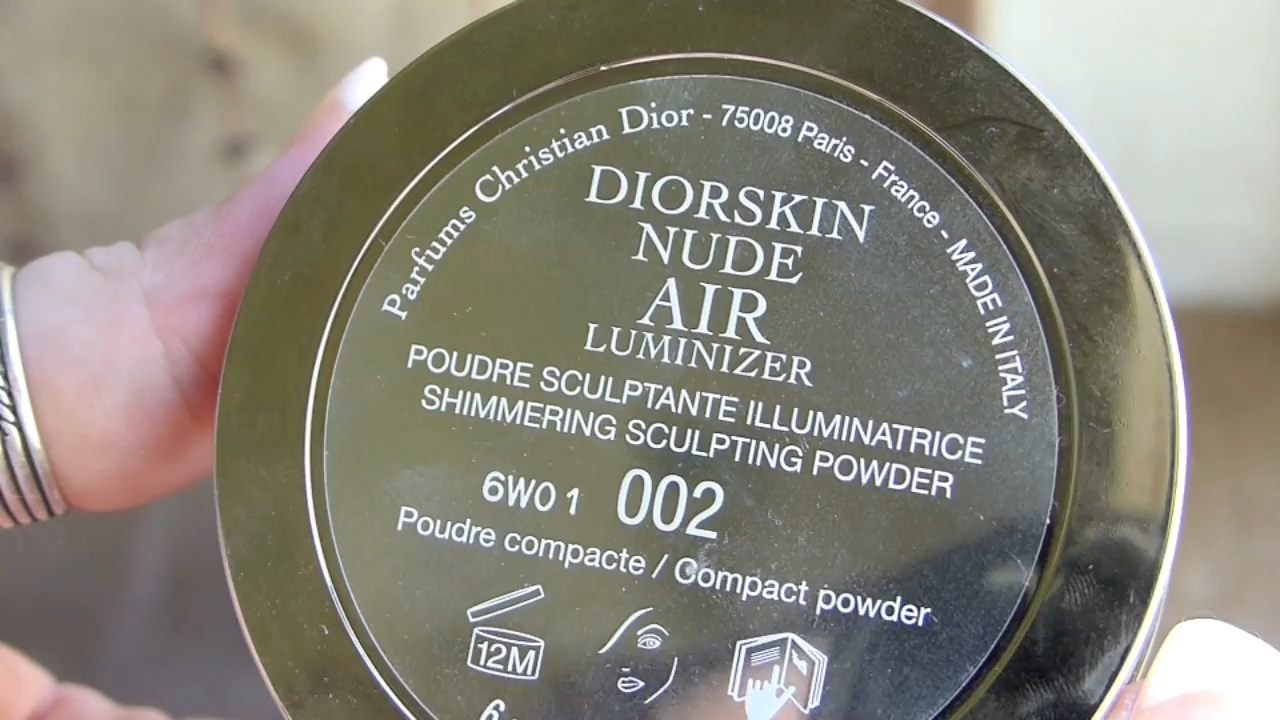 Parfums Christian Dior - 75008 Paris - France - MADE IN ITALY
DIORSKIN
NUDE
AIR
LUMINIZER
POUDRE SCULPTANTE ILLUMINATRICE
SHIMMERING SCULPTING POWDER
6W01 002
Poudre compacte / Compact powder
12M